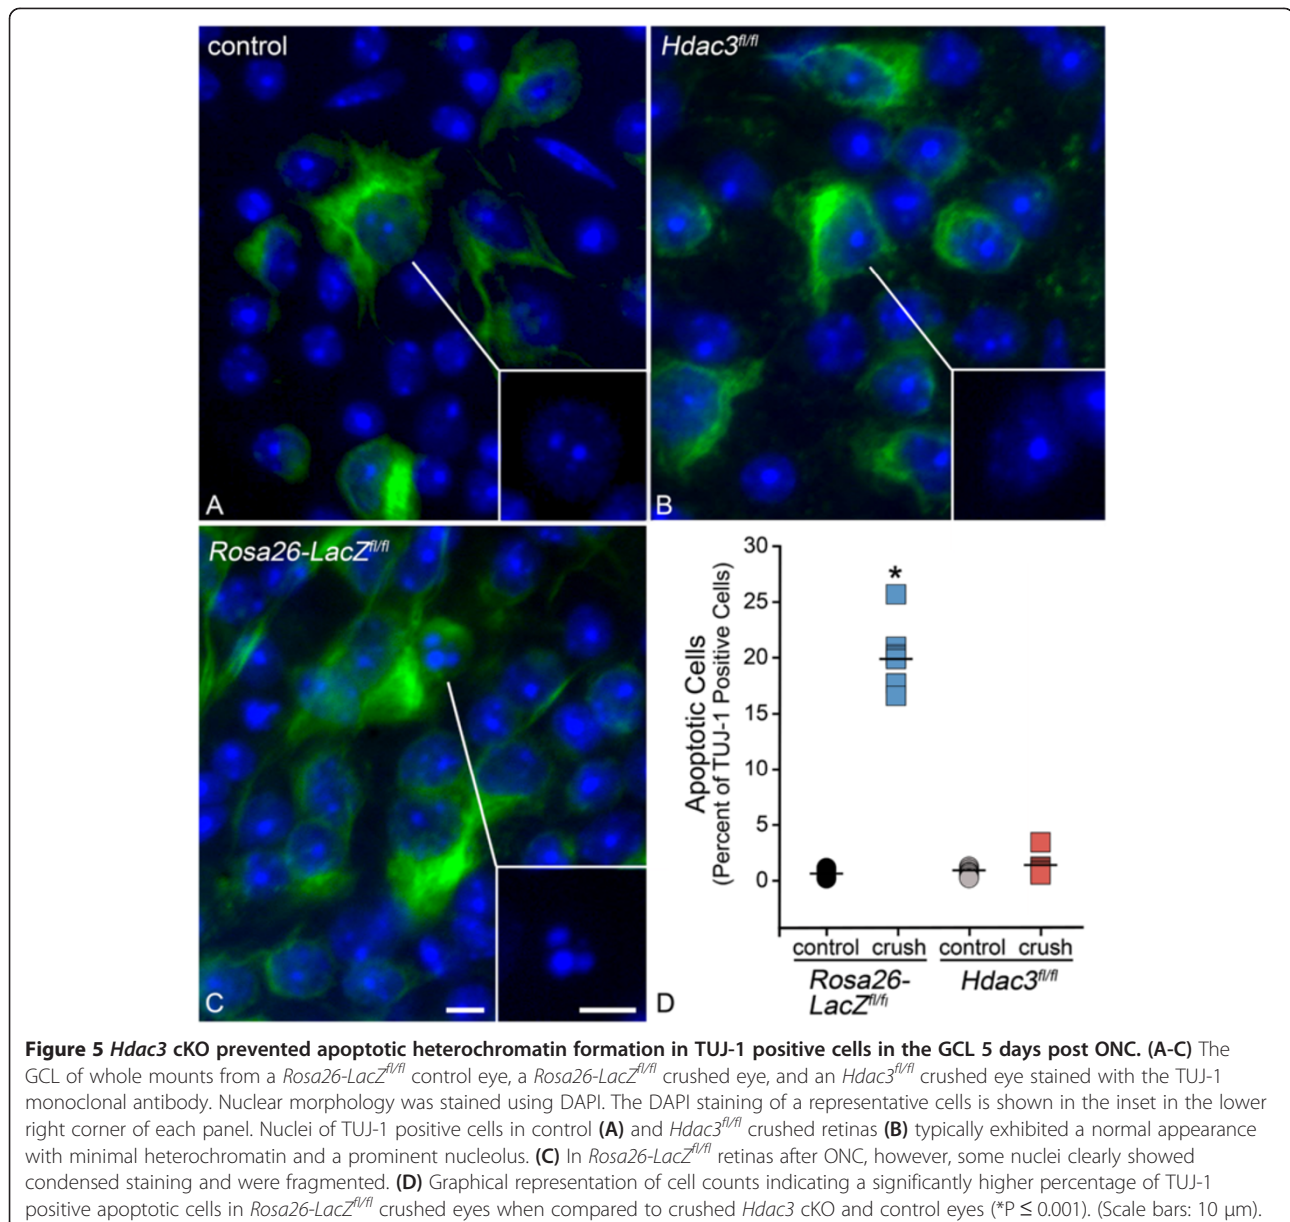 control
Hdac3fl/fl
A
B
Rosa26-LacZfl/fl
C
30
25
20
15
10
5
0
Apoptotic Cells
(Percent of TUJ-1 Positive Cells)
*
control crush control crush
Rosa26-
LacZfl/fl
Hdac3fl/fl
D
Figure 5 Hdac3 cKO prevented apoptotic heterochromatin formation in TUJ-1 positive cells in the GCL 5 days post ONC. (A-C) The
GCL of whole mounts from a Rosa26-LacZfl/fl control eye, a Rosa26-LacZfl/fl crushed eye, and an Hdac3fl/fl crushed eye stained with the TUJ-1
monoclonal antibody. Nuclear morphology was stained using DAPI. The DAPI staining of a representative cells is shown in the inset in the lower
right corner of each panel. Nuclei of TUJ-1 positive cells in control (A) and Hdac3fl/fl crushed retinas (B) typically exhibited a normal appearance
with minimal heterochromatin and a prominent nucleolus. (C) In Rosa26-LacZfl/fl retinas after ONC, however, some nuclei clearly showed
condensed staining and were fragmented. (D) Graphical representation of cell counts indicating a significantly higher percentage of TUJ-1
positive apoptotic cells in Rosa26-LacZfl/fl crushed eyes when compared to crushed Hdac3 cKO and control eyes (*P ≤ 0.001). (Scale bars: 10 μm).